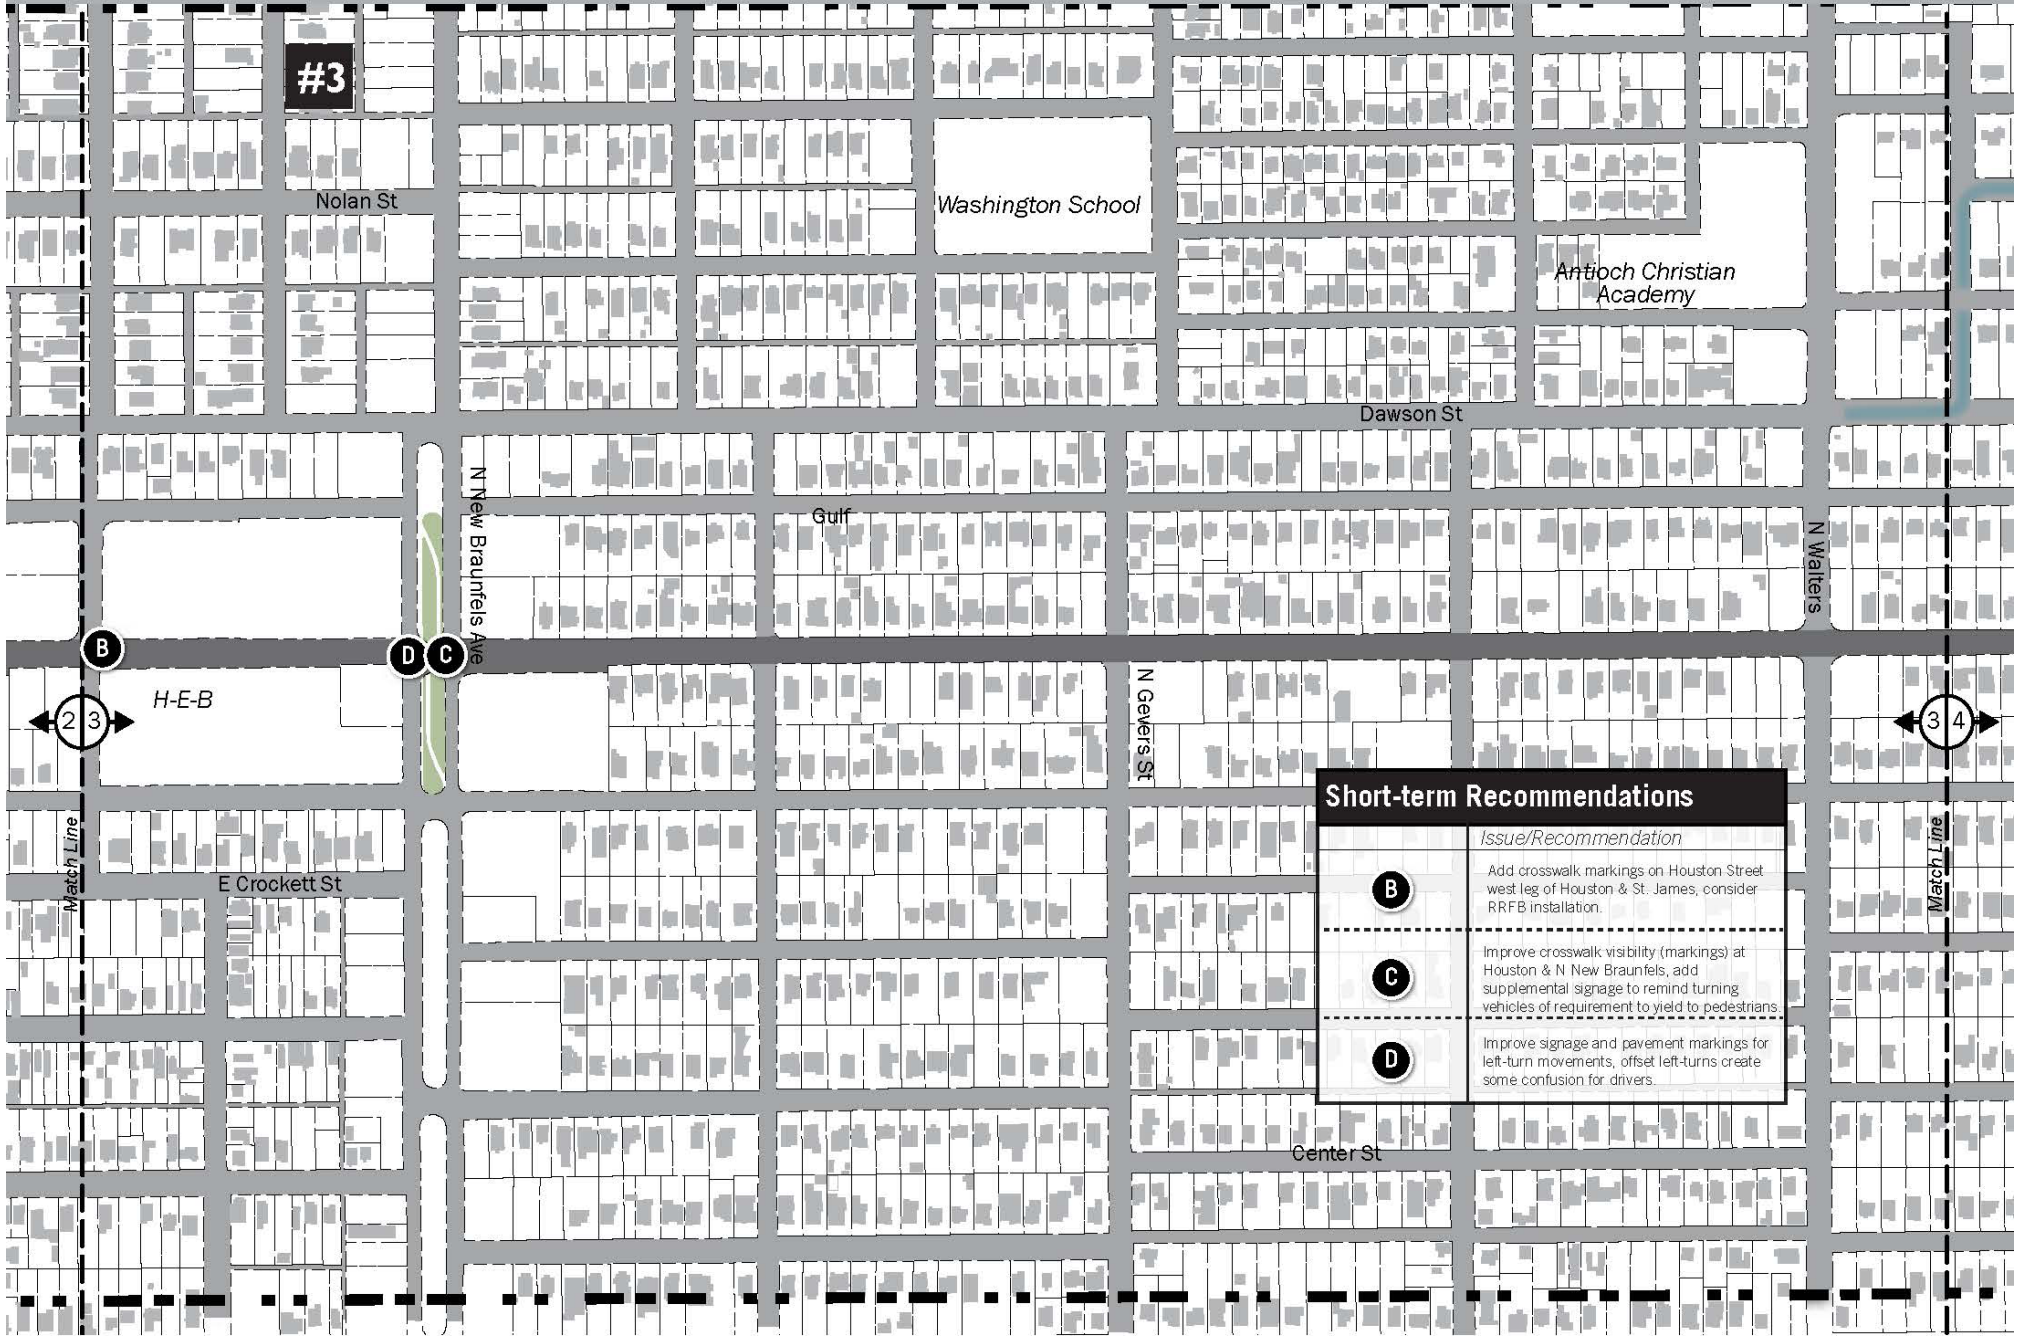 #3
Nolan St
Washington School
Antioch Christian
Academy
Dawson St
N New Braunfels Ave
Gulf
N Walters
B
D
C
H-E-B
N Gevers St
2 3
3 4
Match Line
Match Line
E Crockett St
Short-term Recommendations
Issue/Recommendation
B
Add crosswalk markings on Houston Street
west leg of Houston & St. James, consider
RRFB installation.
C
Improve crosswalk visibility (markings) at
Houston & N New Braunfels, add
supplemental signage to remind turning
vehicles of requirement to yield to pedestrians.
D
Improve signage and pavement markings for
left-turn movements, offset left-turns create
some confusion for drivers.
Center St